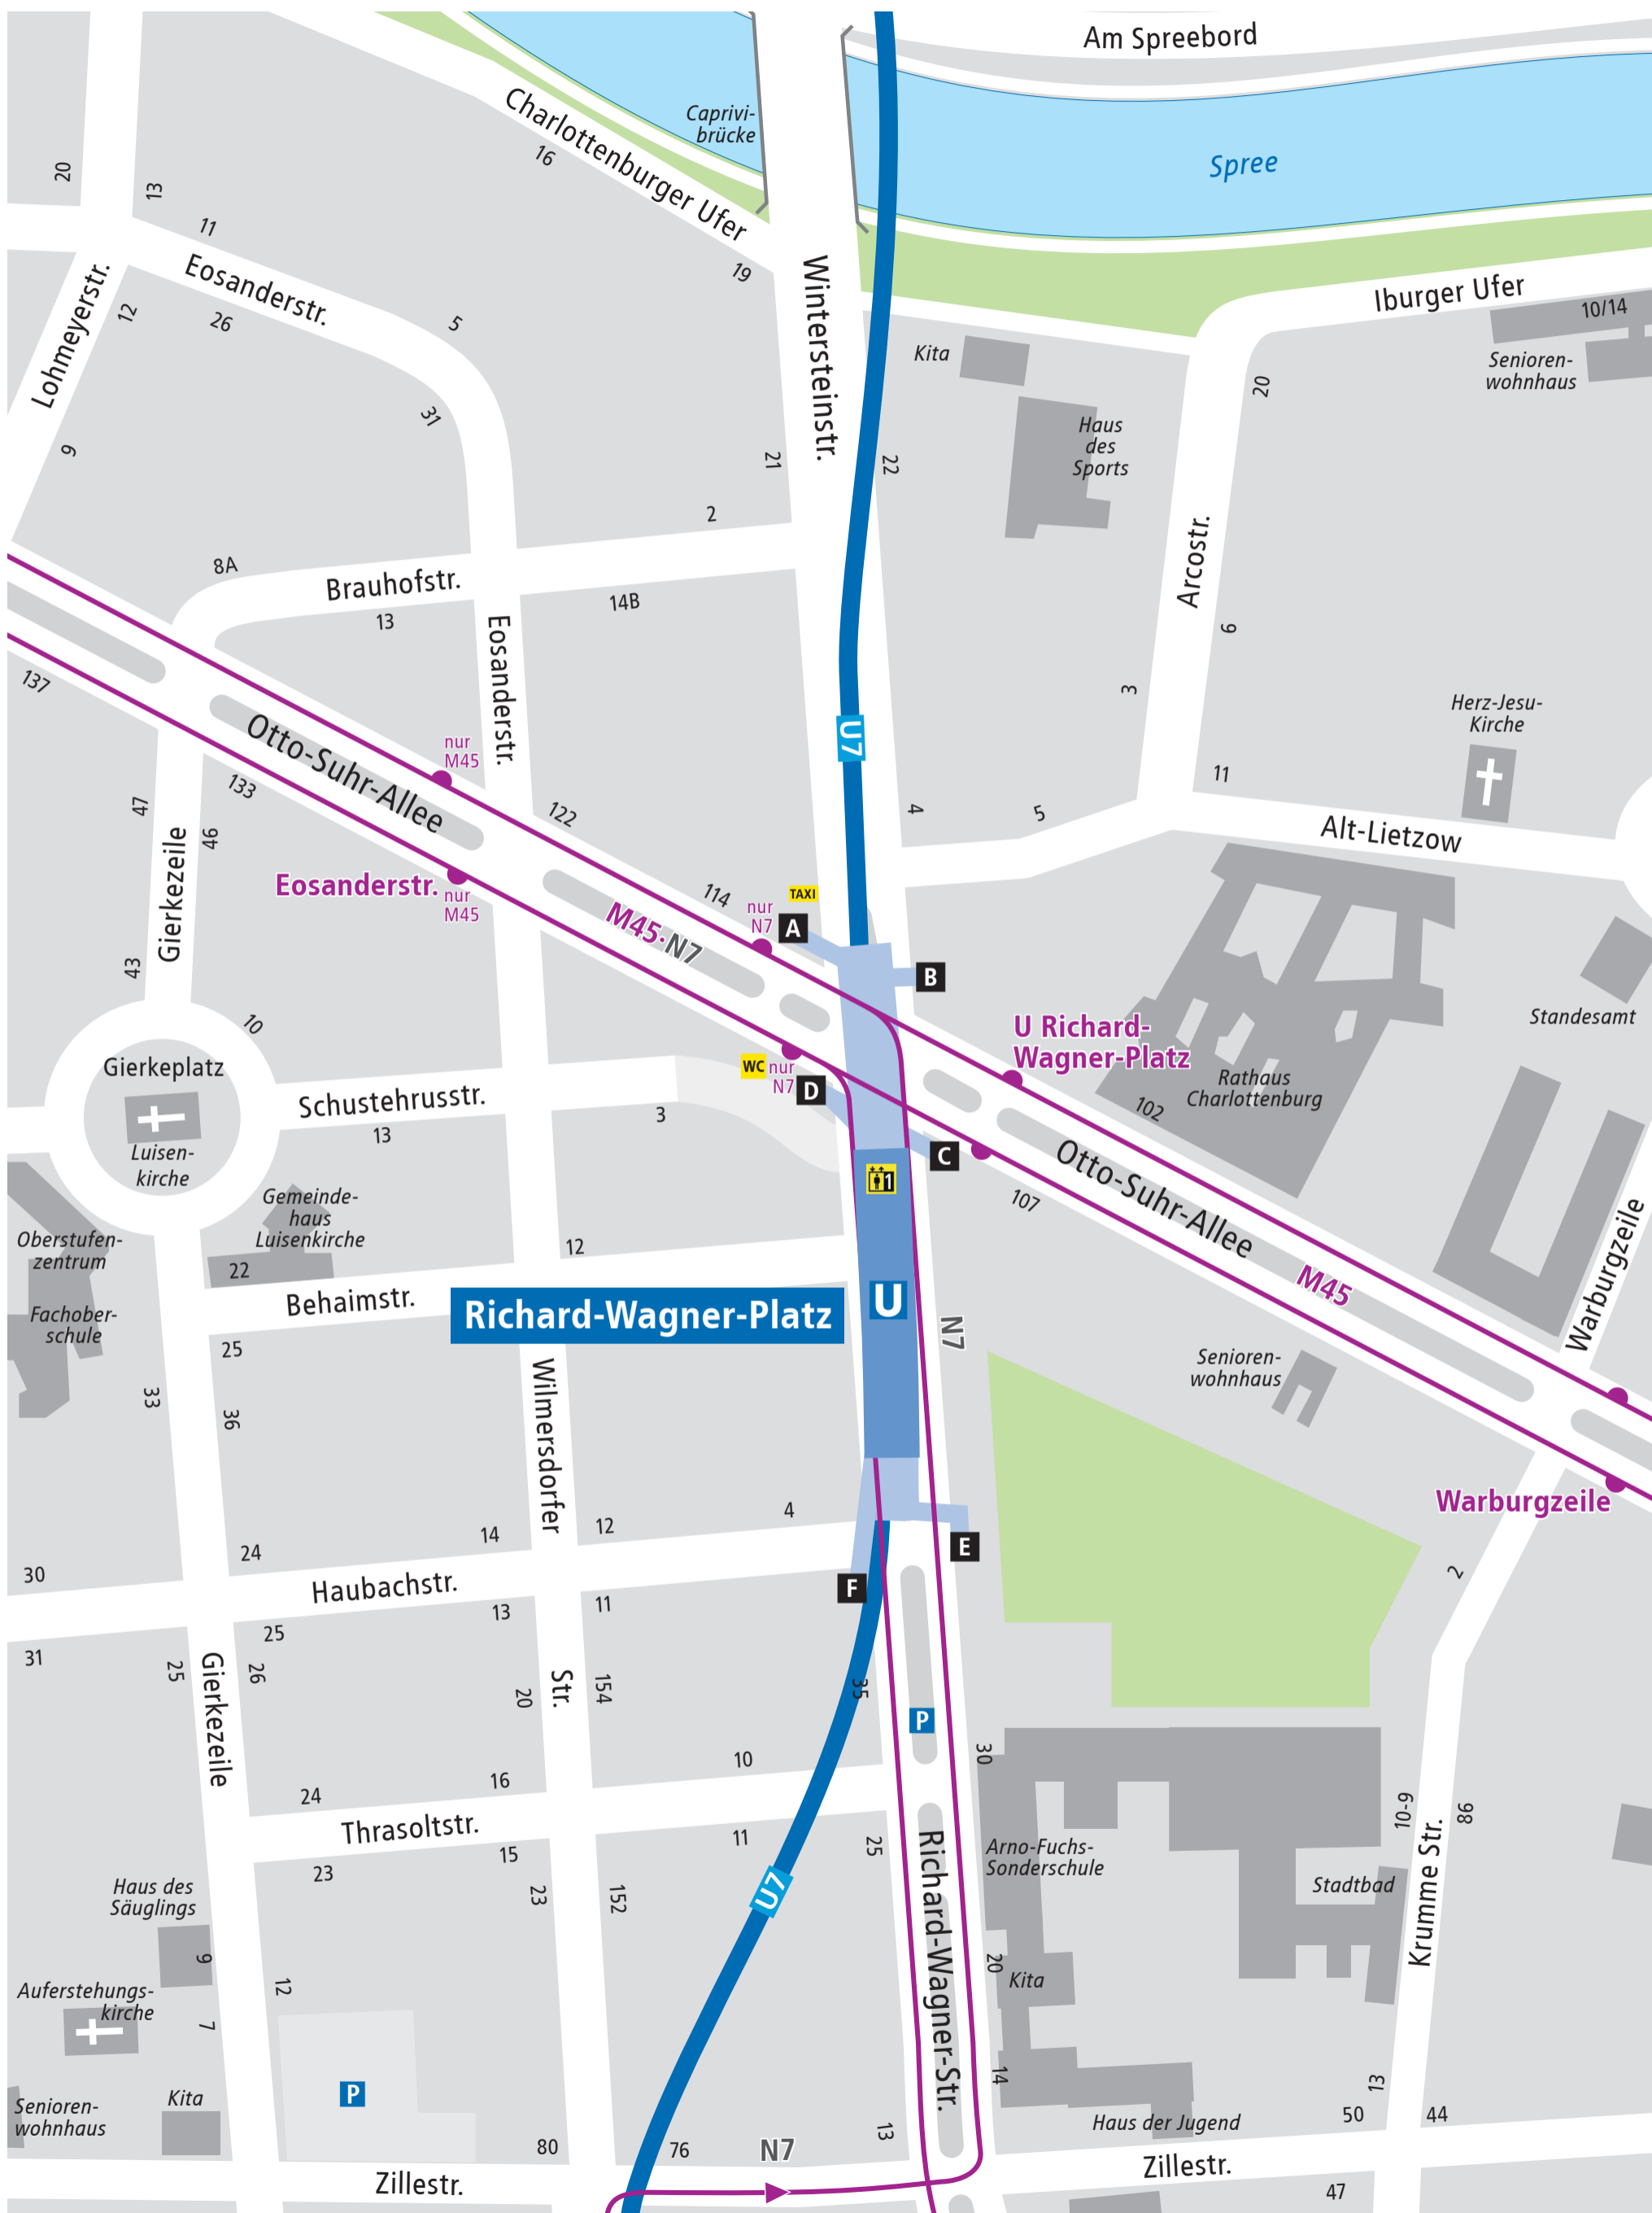 Am Spreebord
Caprivi-
brücke
Charlottenburger Ufer
16
Spree
20
13
11
Eosanderstr.
19
Wintersteinstr.
Iburger Ufer
10/14
Lohmeyerstr.
12
26
5
Kita
Senioren-
wohnhaus
20
31
Haus
des
Sports
9
21
22
2
Arcostr.
8A
Brauhofstr.
14B
13
6
Eosanderstr.
137
3
Herz-Jesu-
Kirche
Otto-Suhr-Allee
nur
M45
U7
133
11
47
46
122
4
5
Alt-Lietzow
Gierkezeile
Eosanderstr.
nur
M45
114
TAXI
nur
N7
A
M45·N7
43
B
10
U Richard-
Wagner-Platz
Standesamt
Gierkeplatz
WC
nur
N7
D
Rathaus
Charlottenburg
102
Schustehrusstr.
3
13
Luisen-
kirche
C
1
Otto-Suhr-Allee
107
Gemeinde-
haus
Luisenkirche
Oberstufen-
zentrum
12
22
Warburgzeile
M45
Behaimstr.
Richard-Wagner-Platz
U
N7
Fachober-
schule
25
Senioren-
wohnhaus
33
36
Wilmersdorfer
Warburgzeile
4
12
14
24
E
30
2
Haubachstr.
F
13
11
25
31
25
26
Gierkezeile
20
Str.
154
35
P
30
10
16
24
Thrasoltstr.
10-9
86
11
15
23
25
Richard-Wagner-Str.
Arno-Fuchs-
Sonderschule
Krumme Str.
Haus des
Säuglings
23
152
U7
Stadtbad
9
20
Kita
Auferstehungs-
kirche
12
7
14
13
P
Kita
Senioren-
wohnhaus
13
Haus der Jugend
50
44
80
76
N7
Zillestr.
Zillestr.
47